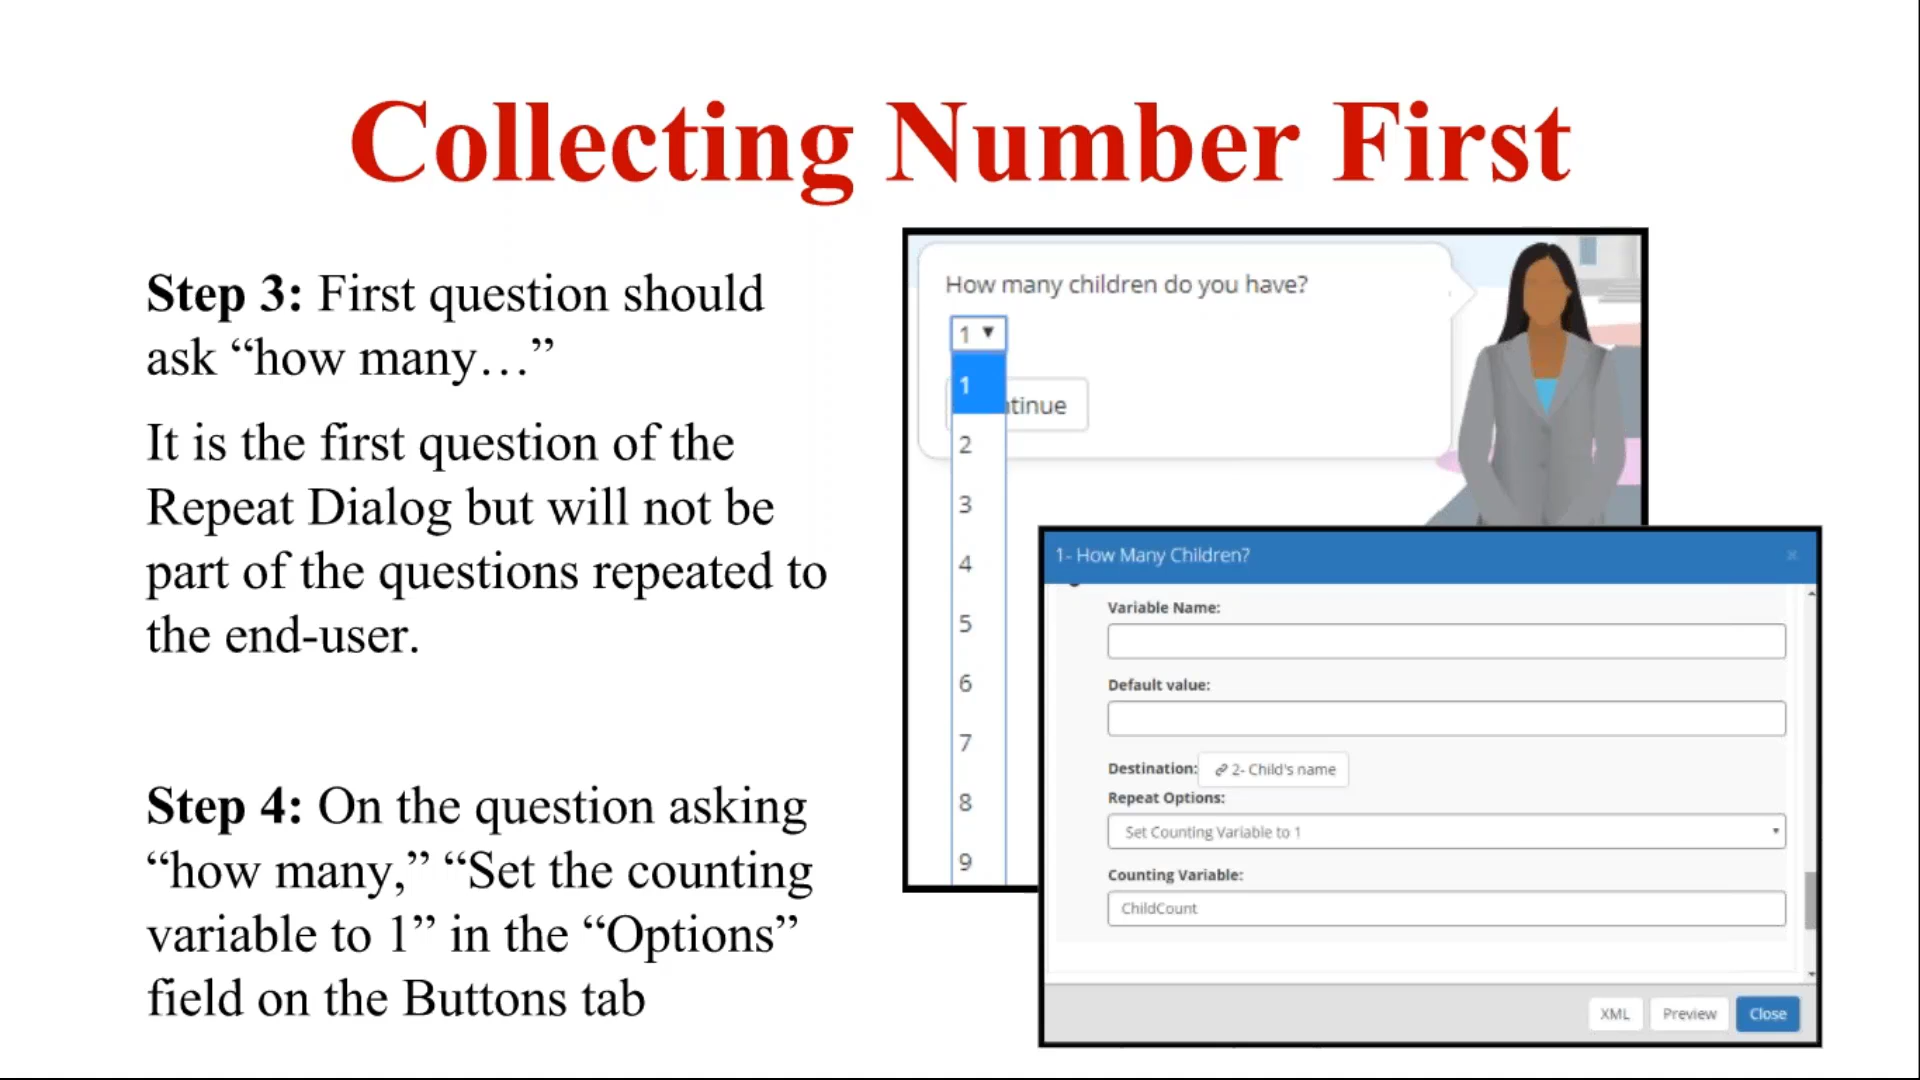 Collecting Number First
Step 3: First question should
ask “how many…”
It is the first question of the
Repeat Dialog but will not be
part of the questions repeated to
the end-user.
Step 4: On the question asking
“how many,” “Set the counting
variable to 1” in the “Options”
field on the Buttons tab
How many children do you have?
1
1
ntinue
2
3
4
5
6
7
8
9
1- How Many Children?
Variable Name:
Default value:
Destination: 2- Child's name
Repeat Options:
Set Counting Variable to 1
Counting Variable:
ChildCount
XML Preview Close